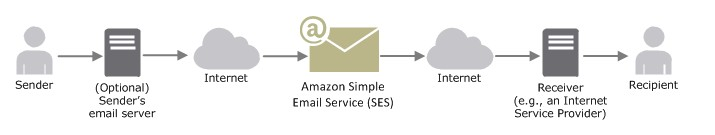 @
Sender
(Optional)
Sender's
email server
Internet
Amazon Simple
Email Service (SES)
Internet
Receiver
(e.g., an Internet
Service Provider)
Recipient